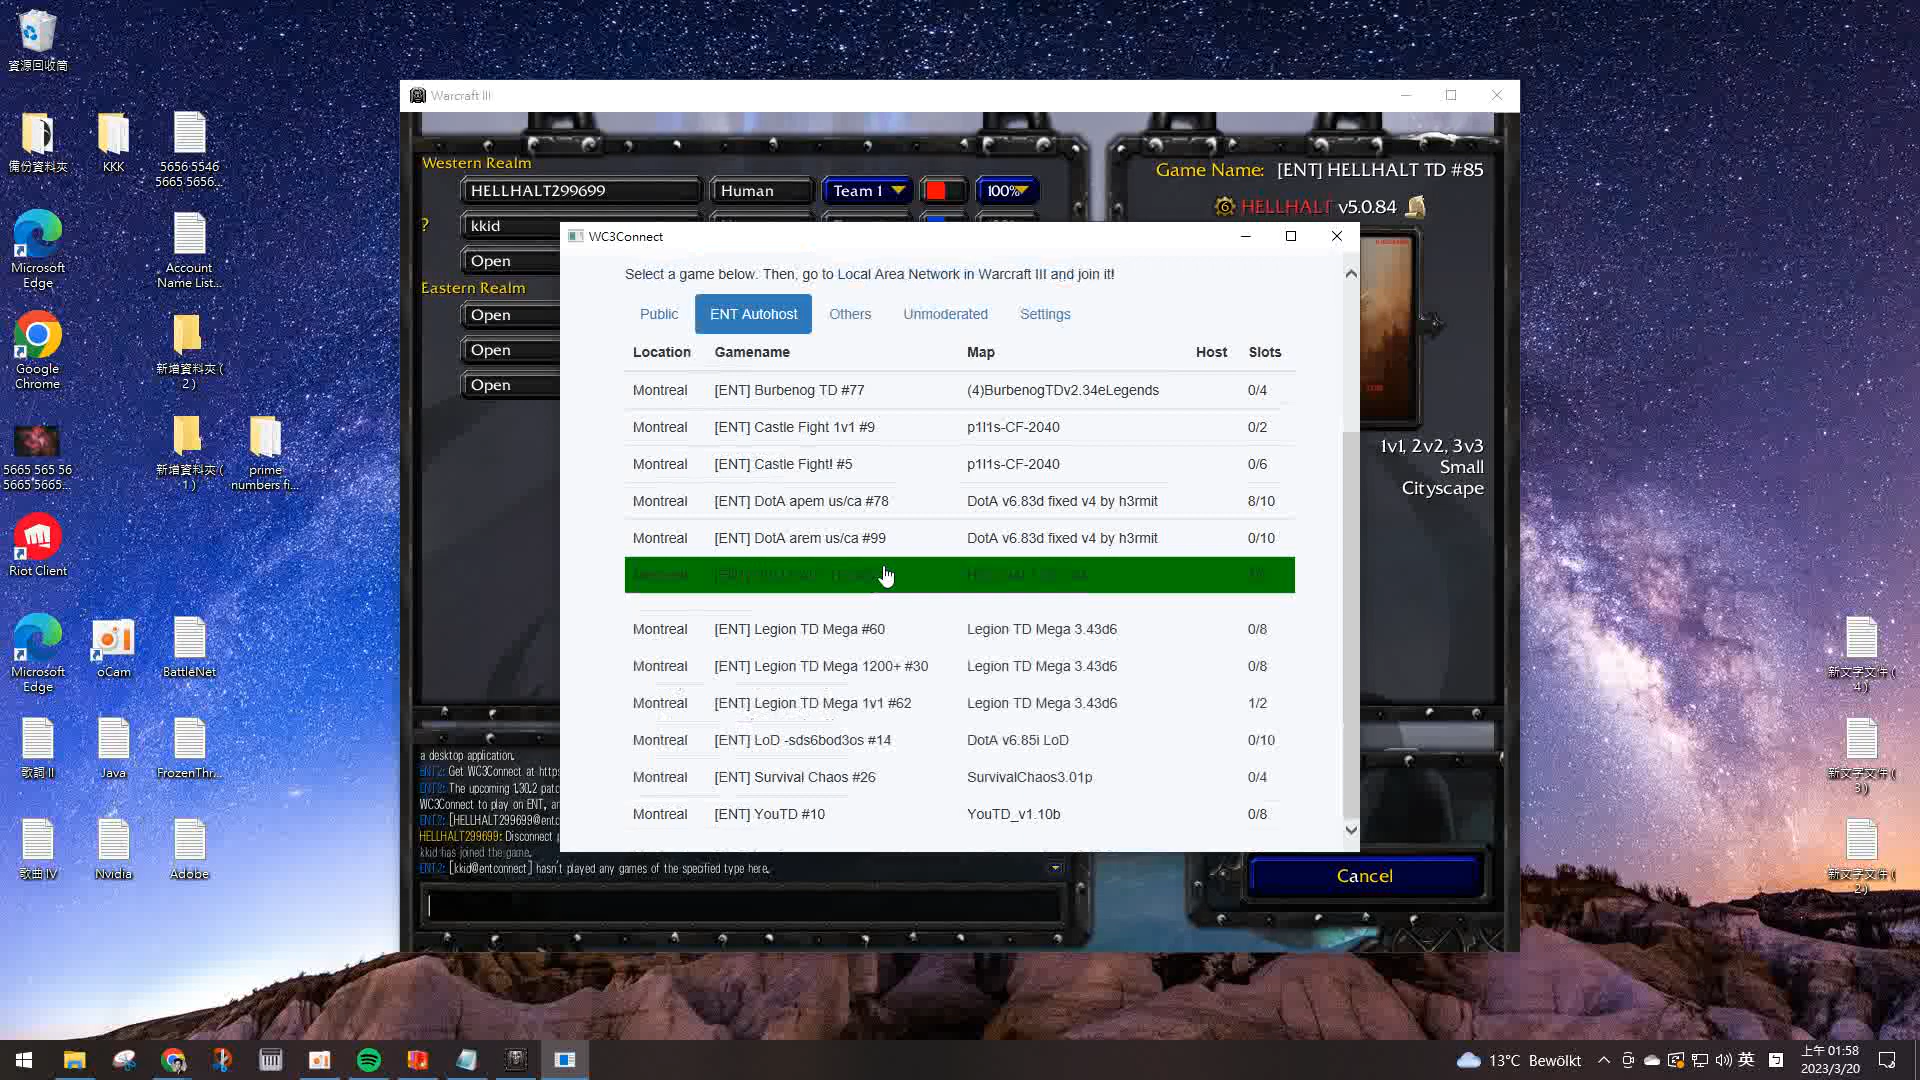 資源回收筒
備份資料夾
KKK
5656 5546
5665 5656...
Microsoft
Edge
Account
Name List...
Google
Chrome
新增資料夾 (
2 )
5665 565 56
5665 5665...
新增資料夾 (
1 )
prime
numbers fi...
Riot Client
Microsoft
Edge
oCam
BattleNet
歌詞 II
Java
FrozenThr...
歌曲 IV
Nvidia
Adobe
新文字文件 (
4 )
新文字文件 (
3 )
新文字文件 (
2 )
Warcraft III
Western Realm
HELLHALT299699 Human Team 1 100%
? kkid
Open
Eastern Realm
Open
Open
Open
Game Name: [ENT] HELLHALT TD #85
6 HELLHALT v5.0.84
1v1, 2v2, 3v3
Small
Cityscape
WC3Connect
Select a game below. Then, go to Local Area Network in Warcraft III and join it!
Public ENT Autohost Others Unmoderated Settings
Location Gamename Map Host Slots
Montreal [ENT] Burbenog TD #77 (4)BurbenogTDv2.34eLegends 0/4
Montreal [ENT] Castle Fight 1v1 #9 p1l1s-CF-2040 0/2
Montreal [ENT] Castle Fight! #5 p1l1s-CF-2040 0/6
Montreal [ENT] DotA apem us/ca #78 DotA v6.83d fixed v4 by h3rmit 8/10
Montreal [ENT] DotA arem us/ca #99 DotA v6.83d fixed v4 by h3rmit 0/10
Montreal [ENT] Legion TD Mega #60 Legion TD Mega 3.43d6 0/8
Montreal [ENT] Legion TD Mega 1200+ #30 Legion TD Mega 3.43d6 0/8
Montreal [ENT] Legion TD Mega 1v1 #62 Legion TD Mega 3.43d6 1/2
Montreal [ENT] LoD -sds6bod3os #14 DotA v6.85i LoD 0/10
Montreal [ENT] Survival Chaos #26 SurvivalChaos3.01p 0/4
Montreal [ENT] YouTD #10 YouTD_v1.10b 0/8
a desktop application.
ENT2: Get WC3Connect at https
ENT2: The upcoming 1.30.2 patc
WC3Connect to play on ENT, an
ENT2: [HELLHALT299699@entc
HELLHALT299699: Disconnect
kkid has joined the game.
ENT2: [kkid@entconnect] hasn't played any games of the specified type here.
Cancel
13°C Bewölkt
英
上午 01:58
2023/3/20